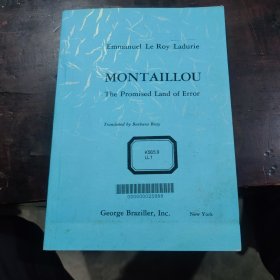 Emmanuel Le Roy Ladurie
MONTAILLOU
The Promised Land of Error
Translated by Barbara Bray
George Braziller, Inc.
New York